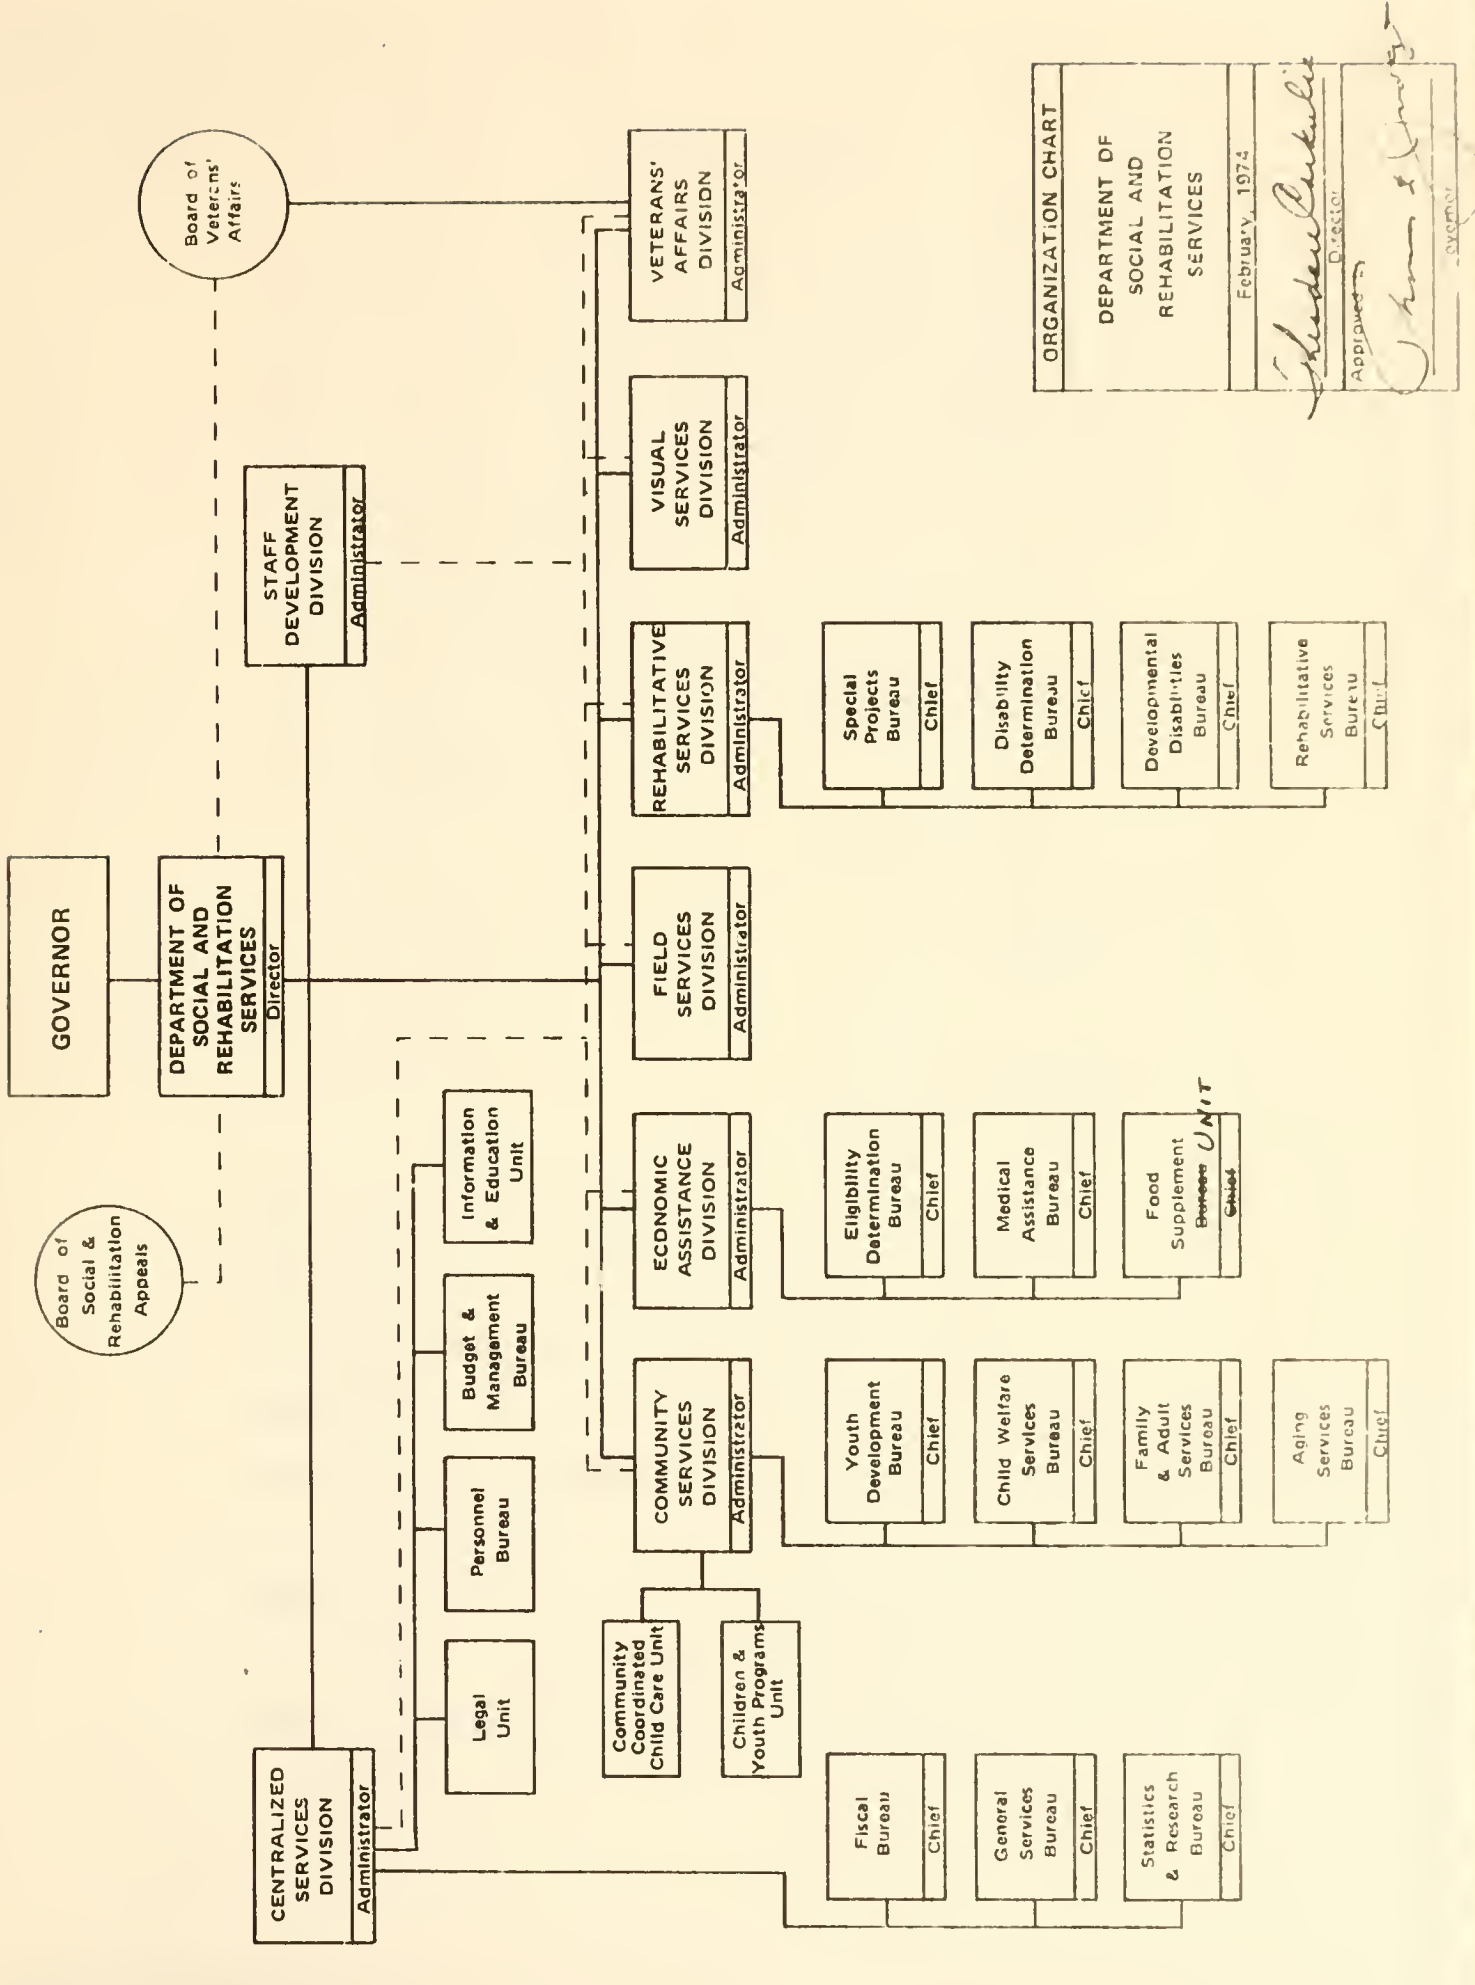 GOVERNOR
DEPARTMENT OF
SOCIAL AND
REHABILITATION
SERVICES
Director
Board of
Social &
Rehabilitation
Appeals
Board of
Veterans'
Affairs
CENTRALIZED
SERVICES
DIVISION
Administrator
STAFF
DEVELOPMENT
DIVISION
Administrator
Legal
Unit
Personnel
Bureau
Budget &
Management
Bureau
Information
& Education
Unit
COMMUNITY
SERVICES
DIVISION
Administrator
ECONOMIC
ASSISTANCE
DIVISION
Administrator
FIELD
SERVICES
DIVISION
Administrator
REHABILITATIVE
SERVICES
DIVISION
Administrator
VISUAL
SERVICES
DIVISION
Administrator
VETERANS'
AFFAIRS
DIVISION
Administrator
Community
Coordinated
Child Care Unit
Children &
Youth Programs
Unit
Fiscal
Bureau
Chief
General
Services
Bureau
Chief
Statistics
& Research
Bureau
Chief
Youth
Development
Bureau
Chief
Child Welfare
Services
Bureau
Chief
Family
& Adult
Services
Bureau
Chief
Aging
Services
Bureau
Chief
Eligibility
Determination
Bureau
Chief
Medical
Assistance
Bureau
Chief
Food
Supplement
Bureau UNIT
Chief
Special
Projects
Bureau
Chief
Disability
Determination
Bureau
Chief
Developmental
Disabilities
Bureau
Chief
Rehabilitative
Services
Bureau
Chief
ORGANIZATION CHART
DEPARTMENT OF
SOCIAL AND
REHABILITATION
SERVICES
February, 1974
Director
Approved